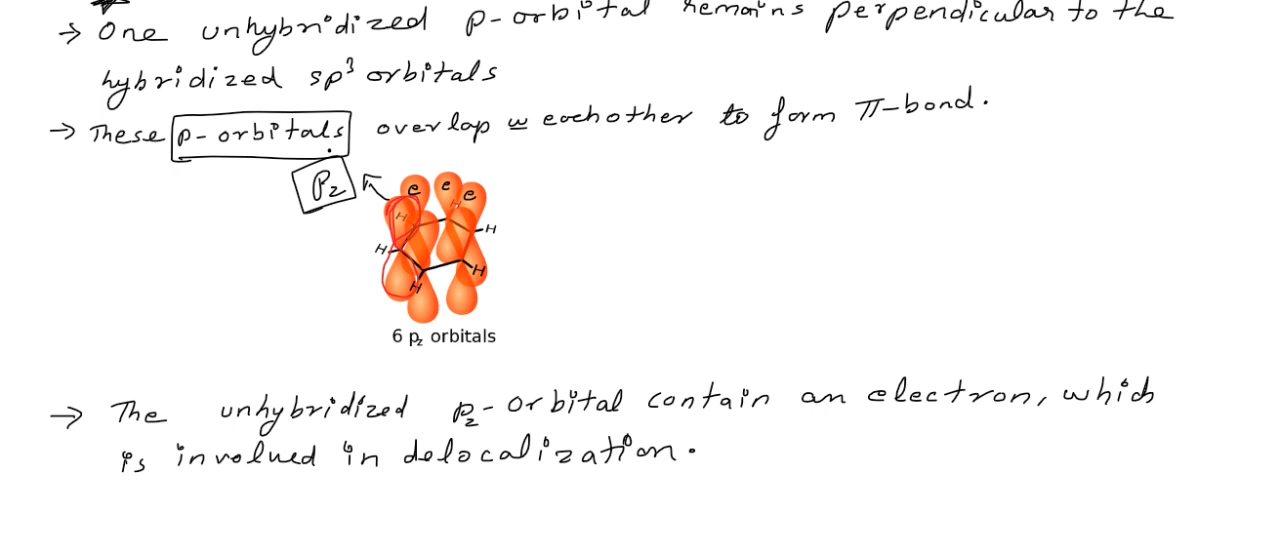 → One unhybridized p-orbital remains perpendicular to the
hybridized sp³ orbitals
→ These p-orbitals overlap w eachother to form π-bond.
Pz
e e e
H H
H H
H H
6 pz orbitals
→ The unhybridized pz-orbital contain an electron, which
is involved in delocalization.